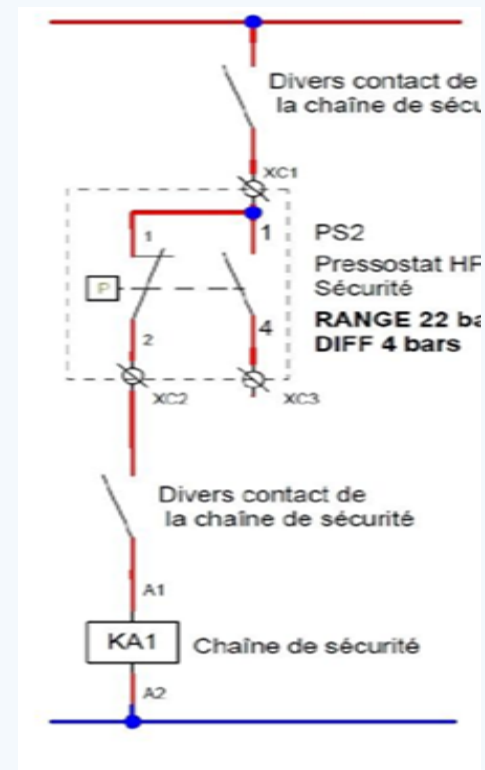 Divers contact de
la chaîne de sécu
XC1
1
1
PS2
Pressostat HP
Sécurité
P
RANGE 22 ba
DIFF 4 bars
2
4
XC2
XC3
Divers contact de
la chaîne de sécurité
A1
KA1
Chaîne de sécurité
A2